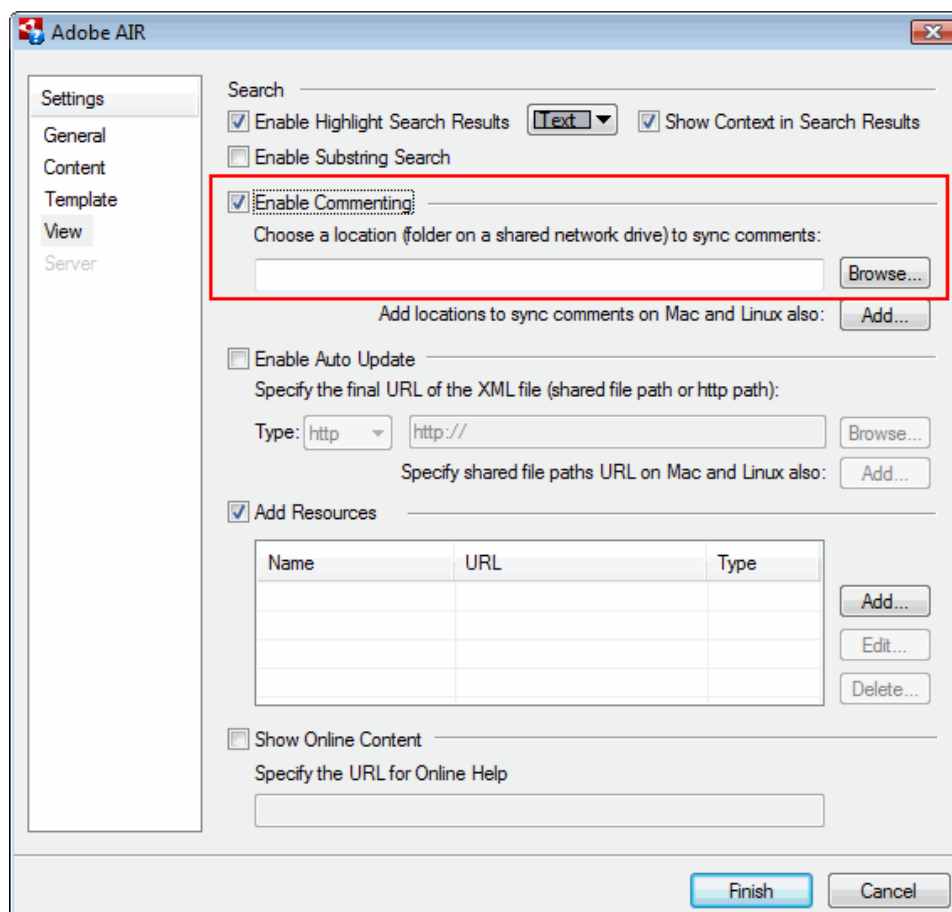 Adobe AIR
Settings
General
Content
Template
View
Server
Search
Enable Highlight Search Results Text Show Context in Search Results
Enable Substring Search
Enable Commenting
Choose a location (folder on a shared network drive) to sync comments:
Browse...
Add locations to sync comments on Mac and Linux also: Add...
Enable Auto Update
Specify the final URL of the XML file (shared file path or http path):
Type: http http:// Browse...
Specify shared file paths URL on Mac and Linux also: Add...
Add Resources
Name URL Type
Add...
Edit...
Delete...
Show Online Content
Specify the URL for Online Help
Finish Cancel